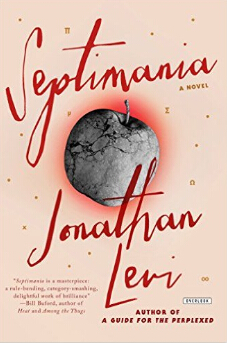 Septimania
A NOVEL
π
Σ
Ω
∞
Jonathan
Levi
"Septimania is a masterpiece:
a rule-bending, category-smashing,
delightful work of brilliance"
—Bill Buford, author of
Heat and Among the Thugs
AUTHOR OF
A GUIDE FOR THE PERPLEXED
OVERLOOK